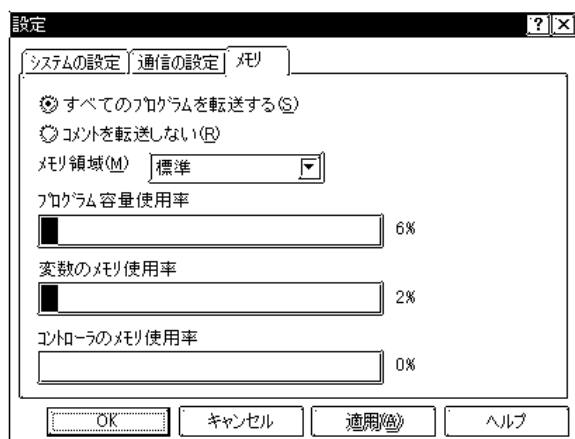 設定
システムの設定 通信の設定 ﾒﾓﾘ
すべてのﾌﾟﾛｸﾞﾗﾑを転送する(S)
ｺﾒﾝﾄを転送しない(R)
ﾒﾓﾘ領域(M) 標準
ﾌﾟﾛｸﾞﾗﾑ容量使用率
6%
変数のﾒﾓﾘ使用率
2%
ｺﾝﾄﾛｰﾗのﾒﾓﾘ使用率
0%
OK キャンセル 適用(A) ヘルプ